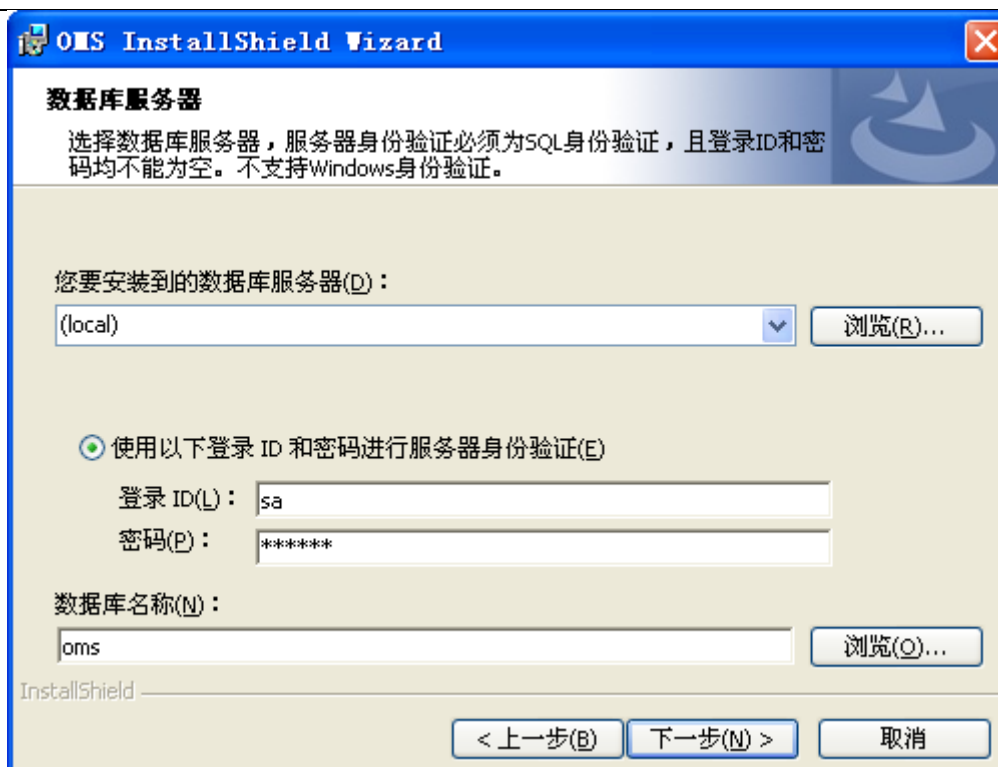 OMS InstallShield Wizard
数据库服务器
选择数据库服务器，服务器身份验证必须为SQL身份验证，且登录ID和密
码均不能为空。不支持Windows身份验证。
您要安装到的数据库服务器(D)：
(local)
浏览(R)...
使用以下登录 ID 和密码进行服务器身份验证(E)
登录 ID(L)：
sa
密码(P)：
******
数据库名称(N)：
oms
浏览(O)...
InstallShield
< 上一步(B)
下一步(N) >
取消